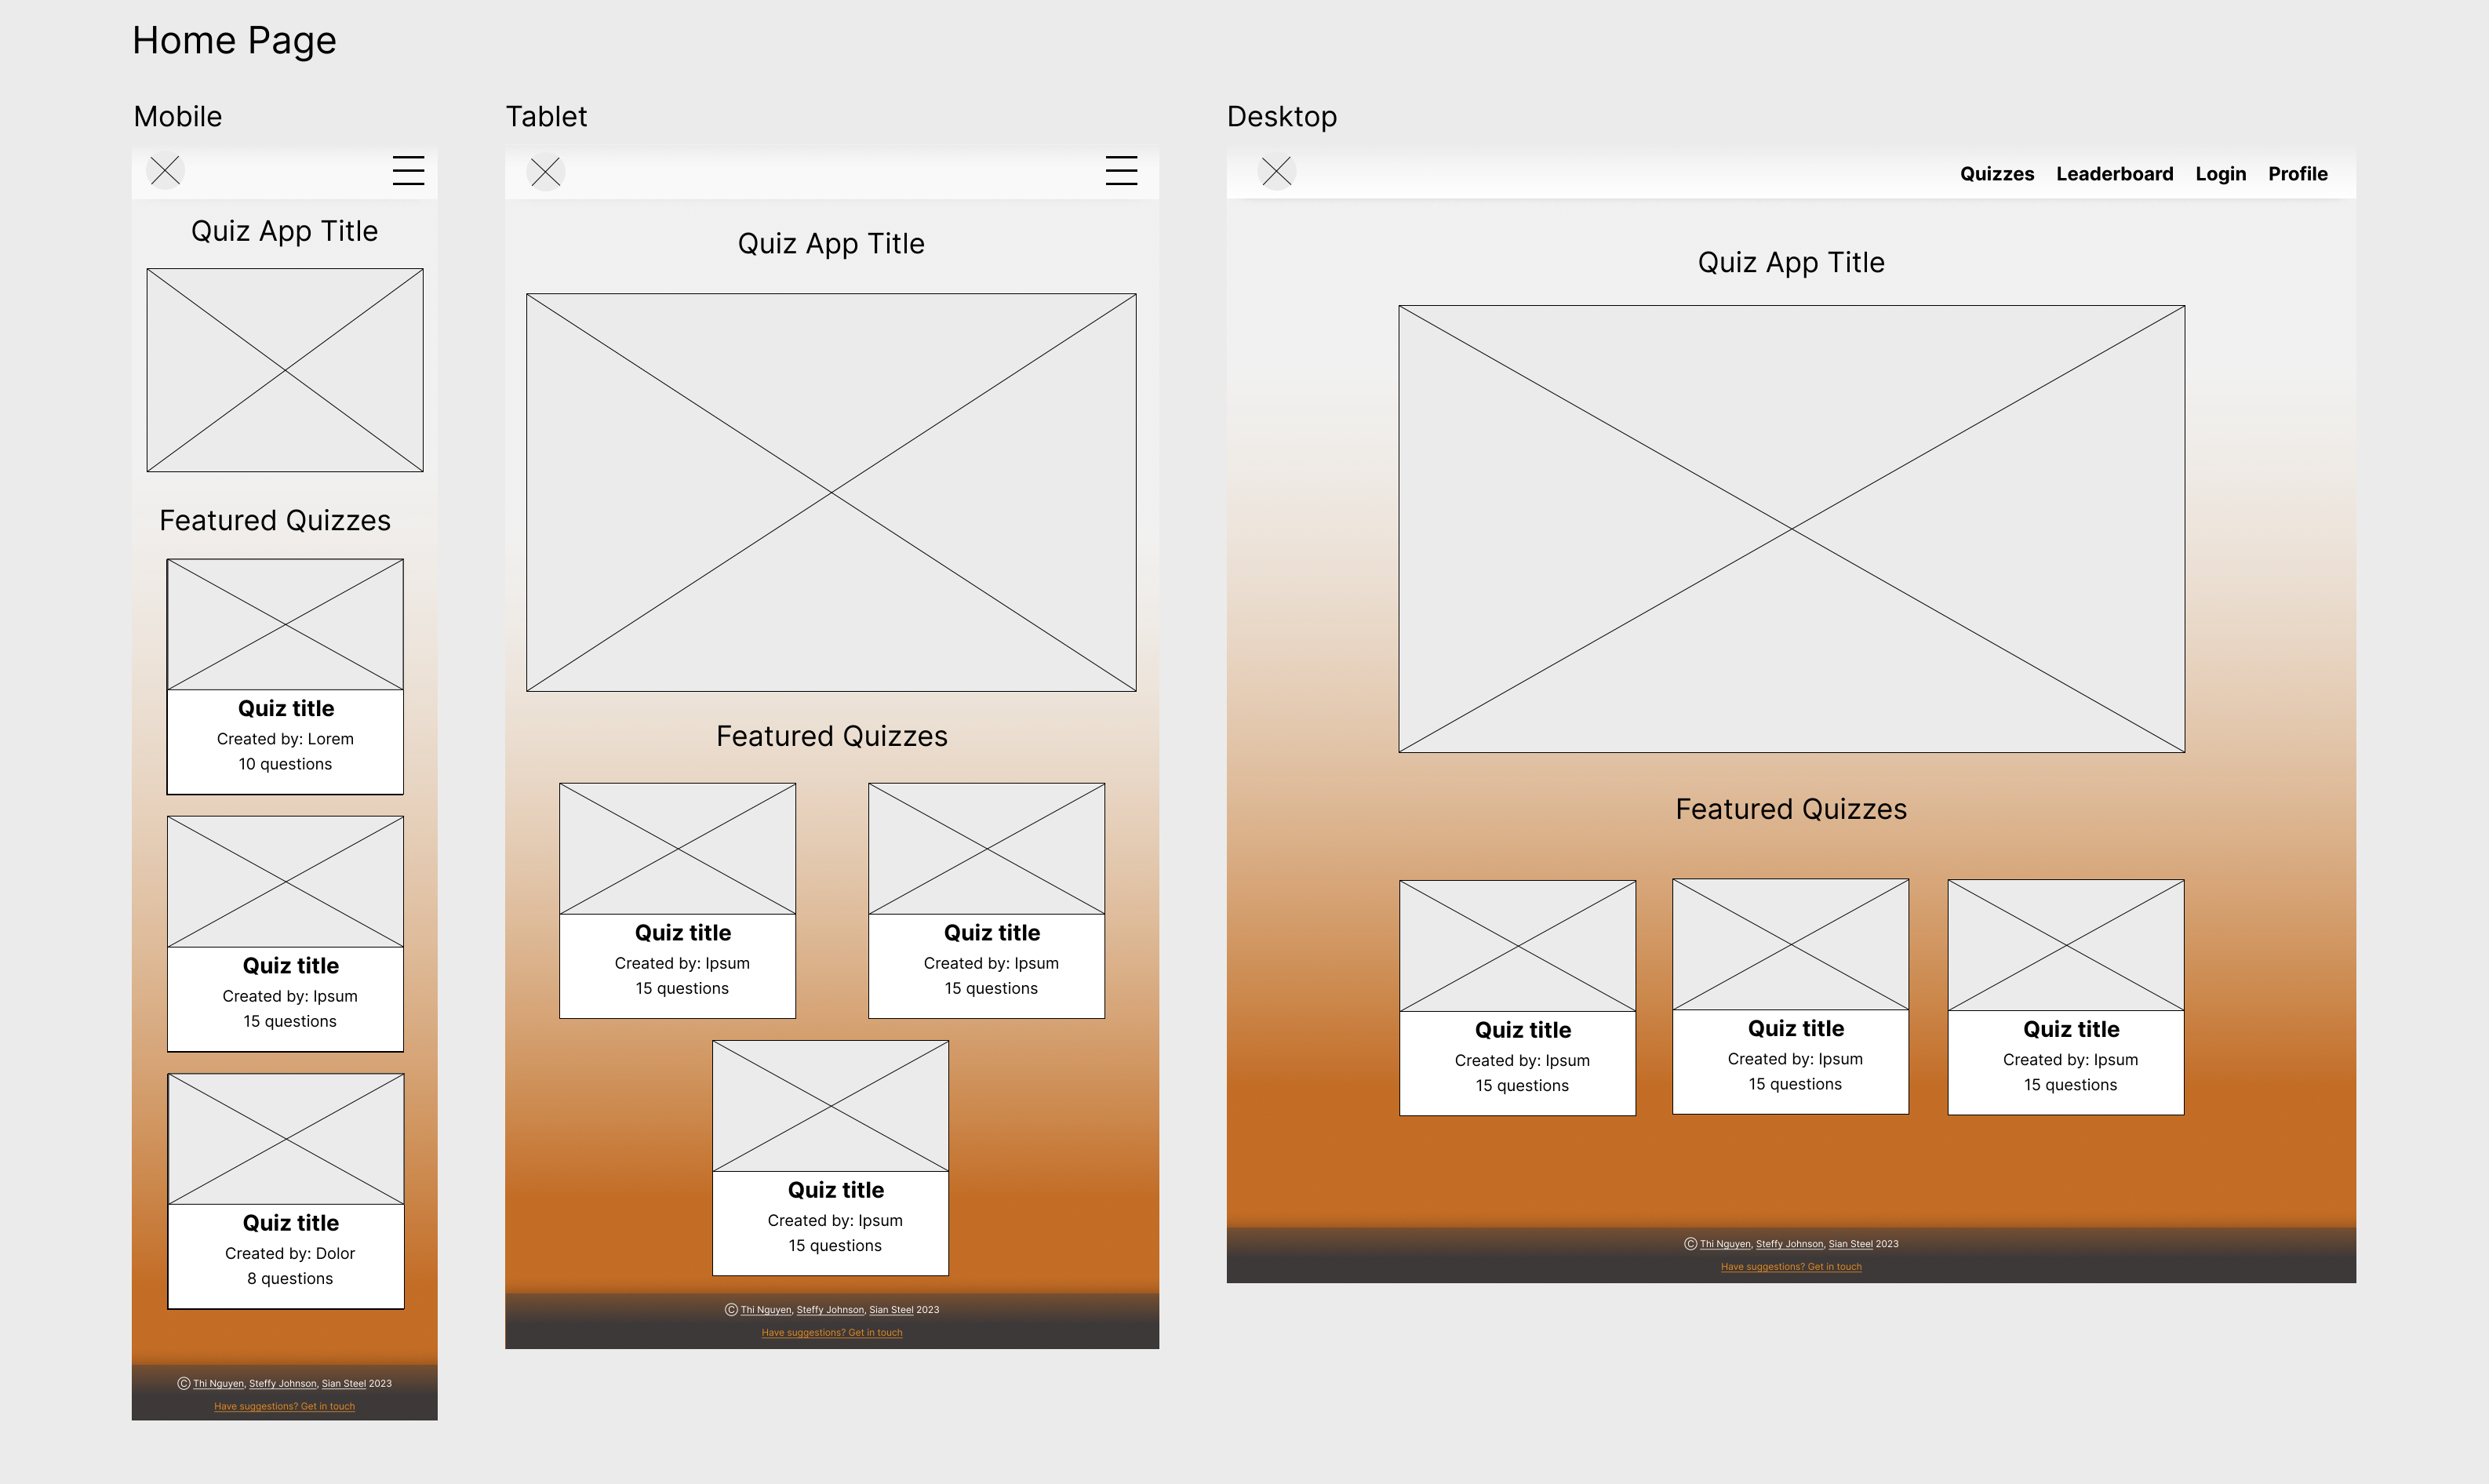 Home Page
Mobile
Quiz App Title
Featured Quizzes
Quiz title
Created by: Lorem
10 questions
Quiz title
Created by: Ipsum
15 questions
Quiz title
Created by: Dolor
8 questions
© Thi Nguyen, Steffy Johnson, Sian Steel 2023
Have suggestions? Get in touch
Tablet
Quiz App Title
Featured Quizzes
Quiz title
Created by: Ipsum
15 questions
Quiz title
Created by: Ipsum
15 questions
Quiz title
Created by: Ipsum
15 questions
© Thi Nguyen, Steffy Johnson, Sian Steel 2023
Have suggestions? Get in touch
Desktop
Quizzes Leaderboard Login Profile
Quiz App Title
Featured Quizzes
Quiz title
Created by: Ipsum
15 questions
Quiz title
Created by: Ipsum
15 questions
Quiz title
Created by: Ipsum
15 questions
© Thi Nguyen, Steffy Johnson, Sian Steel 2023
Have suggestions? Get in touch